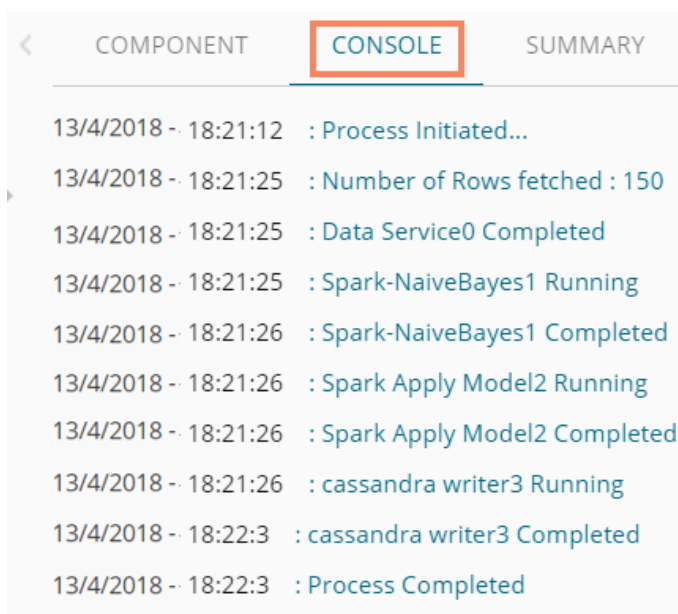 COMPONENT CONSOLE SUMMARY
13/4/2018 - 18:21:12 : Process Initiated...
13/4/2018 - 18:21:25 : Number of Rows fetched : 150
13/4/2018 - 18:21:25 : Data Service0 Completed
13/4/2018 - 18:21:25 : Spark-NaiveBayes1 Running
13/4/2018 - 18:21:26 : Spark-NaiveBayes1 Completed
13/4/2018 - 18:21:26 : Spark Apply Model2 Running
13/4/2018 - 18:21:26 : Spark Apply Model2 Completed
13/4/2018 - 18:21:26 : cassandra writer3 Running
13/4/2018 - 18:22:3 : cassandra writer3 Completed
13/4/2018 - 18:22:3 : Process Completed